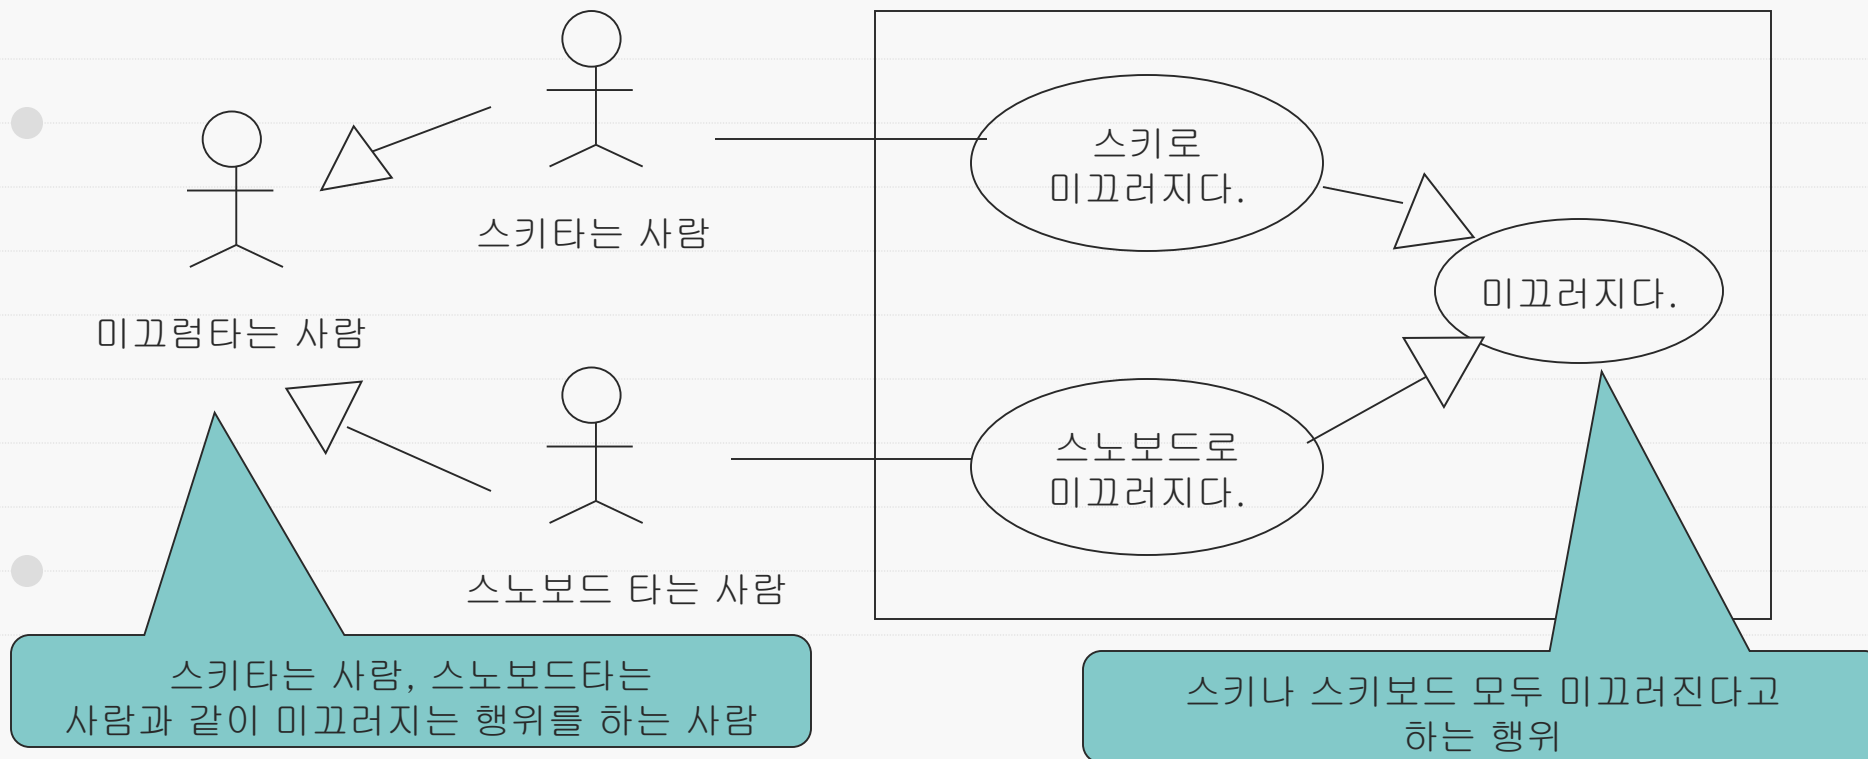 스키로
미끄러지다.
스키타는 사람
미끄러지다.
미끄럼타는 사람
스노보드로
미끄러지다.
스노보드 타는 사람
스키타는 사람, 스노보드타는
사람과 같이 미끄러지는 행위를 하는 사람
스키나 스키보드 모두 미끄러진다고
하는 행위